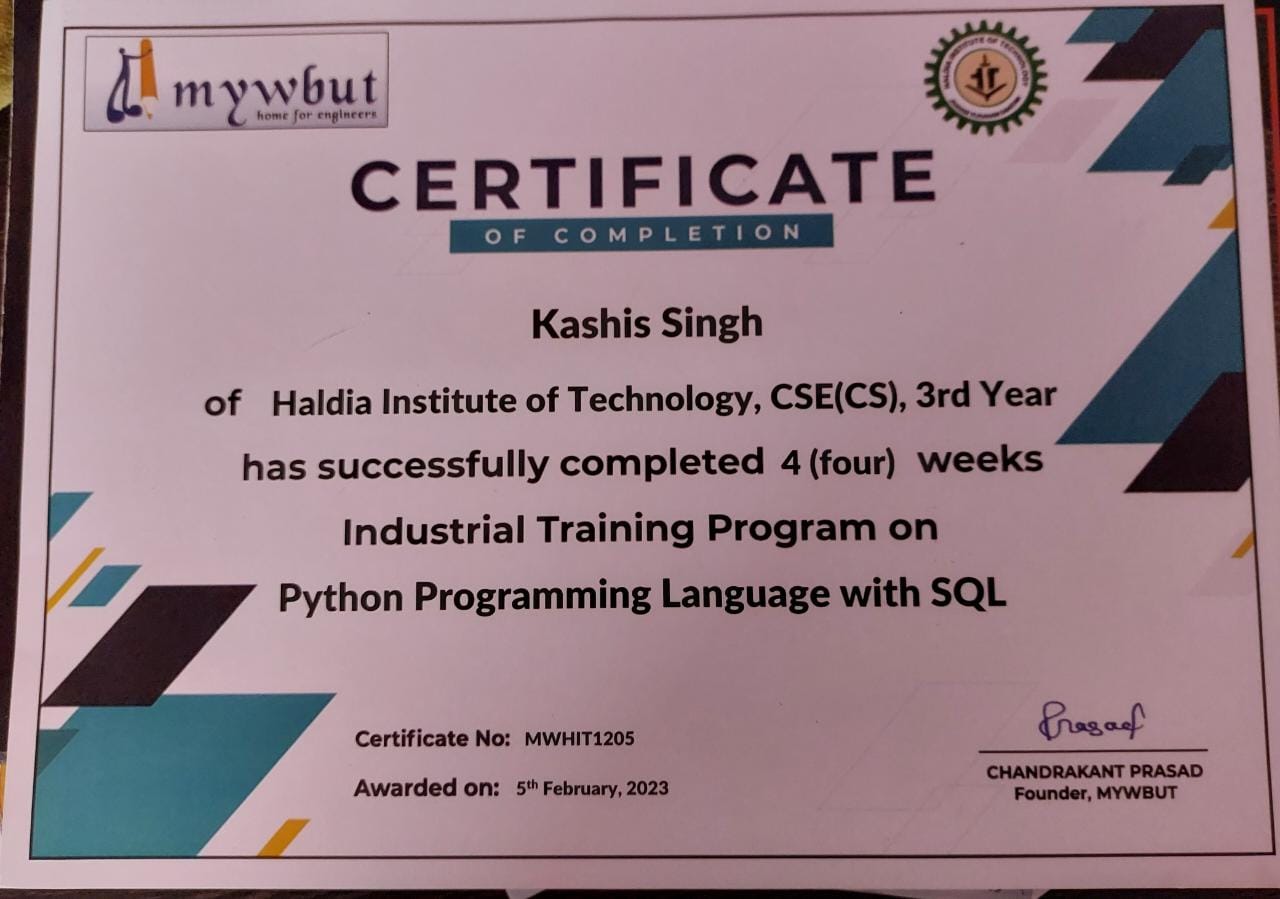 mywbut
home for engineers
HALDIA INSTITUTE OF TECHNOLOGY
CERTIFICATE
OF COMPLETION
Kashis Singh
of Haldia Institute of Technology, CSE(CS), 3rd Year
has successfully completed 4 (four) weeks
Industrial Training Program on
Python Programming Language with SQL
Certificate No: MWHIT1205
Awarded on: 5th February, 2023
Prasad
CHANDRAKANT PRASAD
Founder, MYWBUT